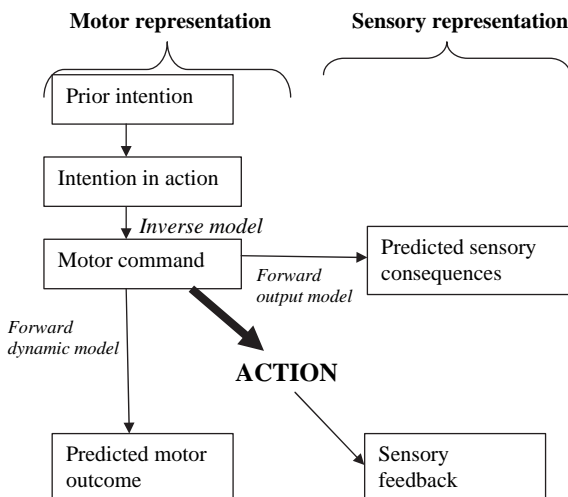 Motor representation
Sensory representation
Prior intention
Intention in action
Inverse model
Motor command
Predicted sensory
consequences
Forward
output model
Forward
dynamic model
ACTION
Predicted motor
outcome
Sensory
feedback